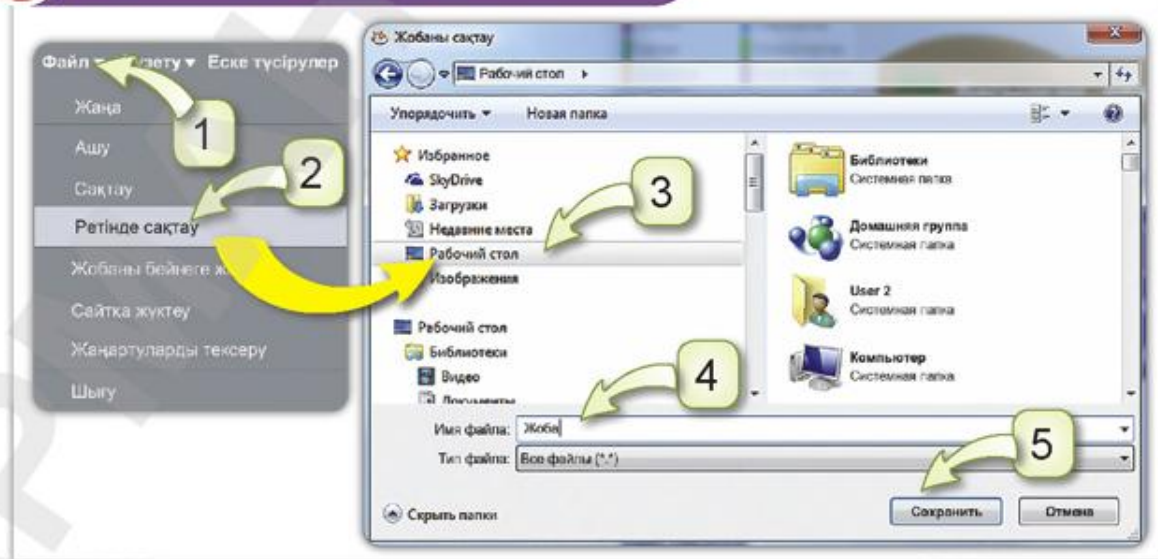 Файл ▾ ету ▾ Еске түсірулер
1
Жаңа
Ашу
2
Сақтау
Ретінде сақтау
Жобаны бейнеге
Сайтқа жүктеу
Жаңартуларды тексеру
Шығу
Жобаны сақтау
Рабочий стол
Упорядочить ▾ Новая папка
Избранное
SkyDrive
Загрузки
Недавние места
Рабочий стол
Изображения
3
Рабочий стол
Библиотеки
Видео
Документы
4
Библиотеки
Системная папка
Домашняя группа
Системная папка
User 2
Системная папка
Компьютер
Системная папка
Имя файла: Жоба
Тип файла: Все файлы (*.*)
5
Скрыть папки
Сохранить
Отмена